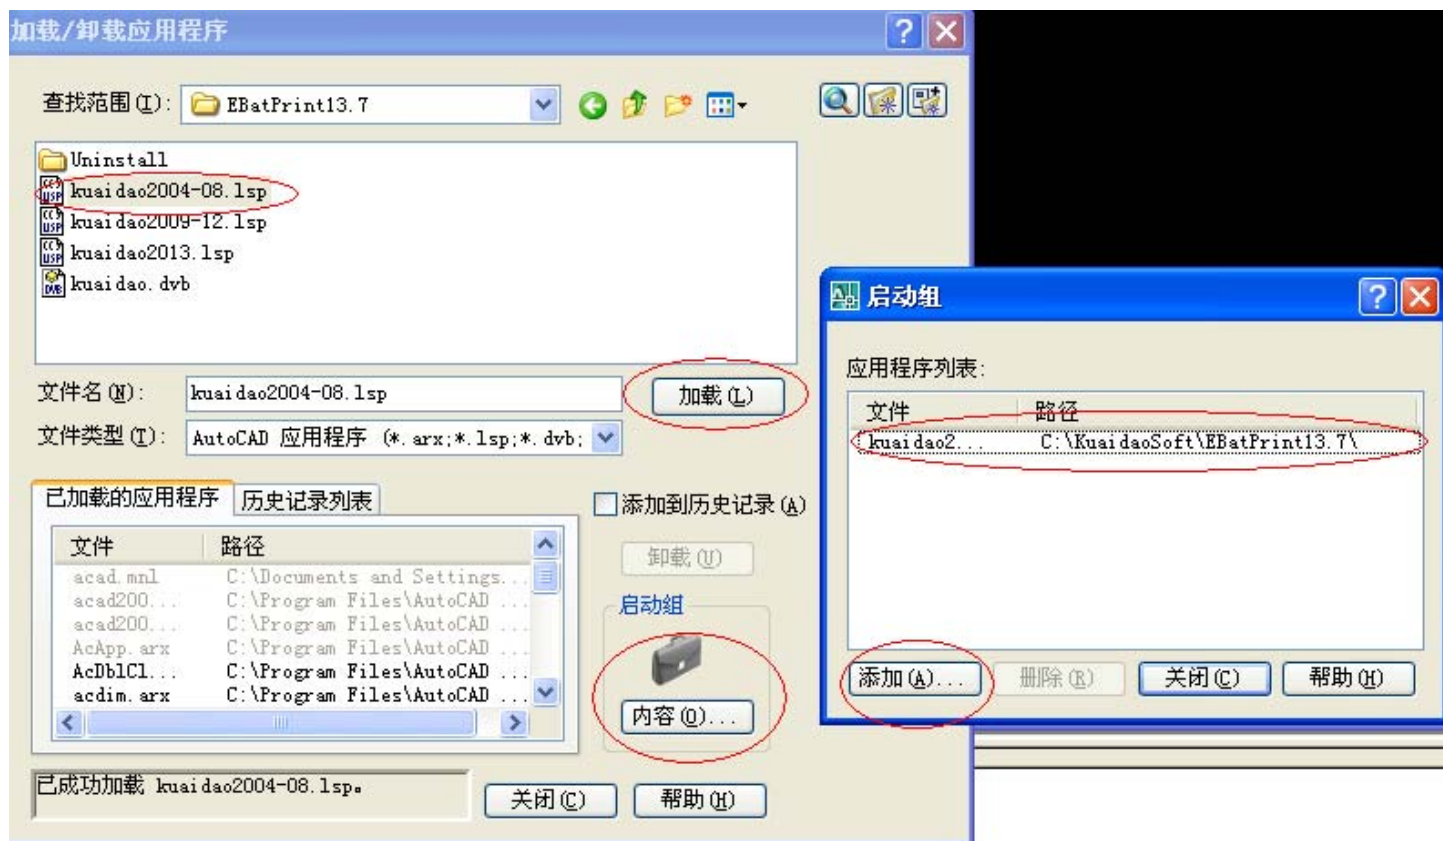 加载/卸载应用程序
查找范围(I): EBatPrint13.7
Uninstall
kuaidao2004-08.lsp
kuaidao2009-12.lsp
kuaidao2013.lsp
kuaidao.dvb
文件名(N): kuaidao2004-08.lsp 加载(L)
文件类型(T): AutoCAD 应用程序 (*.arx;*.lsp;*.dvb;
已加载的应用程序 历史记录列表
添加到历史记录(A)
文件 路径
acad.mnl C:\Documents and Settings...
acad200... C:\Program Files\AutoCAD ...
acad200... C:\Program Files\AutoCAD ...
AcApp.arx C:\Program Files\AutoCAD ...
AcDblCl... C:\Program Files\AutoCAD ...
acdim.arx C:\Program Files\AutoCAD ...
卸载(U)
启动组
内容(O)...
已成功加载 kuaidao2004-08.lsp。
关闭(C) 帮助(H)
启动组
应用程序列表:
文件 路径
kuaidao2... C:\KuaidaoSoft\EBatPrint13.7\
添加(A)... 删除(R) 关闭(C) 帮助(H)